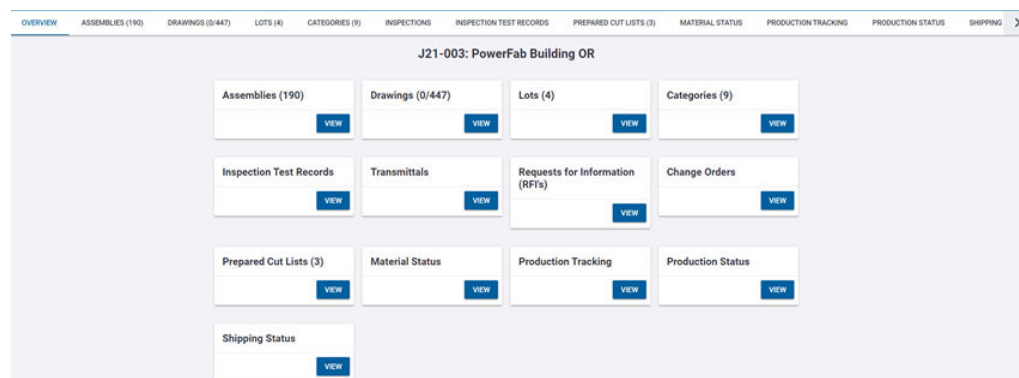 OVERVIEW ASSEMBLIES (190) DRAWINGS (0/447) LOTS (4) CATEGORIES (9) INSPECTIONS INSPECTION TEST RECORDS PREPARED CUT LISTS (3) MATERIAL STATUS PRODUCTION TRACKING PRODUCTION STATUS SHIPPING
J21-003: PowerFab Building OR
Assemblies (190) Drawings (0/447) Lots (4) Categories (9)
VIEW VIEW VIEW VIEW
Inspection Test Records Transmittals Requests for Information Change Orders
(RFI's)
VIEW VIEW VIEW VIEW
Prepared Cut Lists (3) Material Status Production Tracking Production Status
VIEW VIEW VIEW VIEW
Shipping Status
VIEW